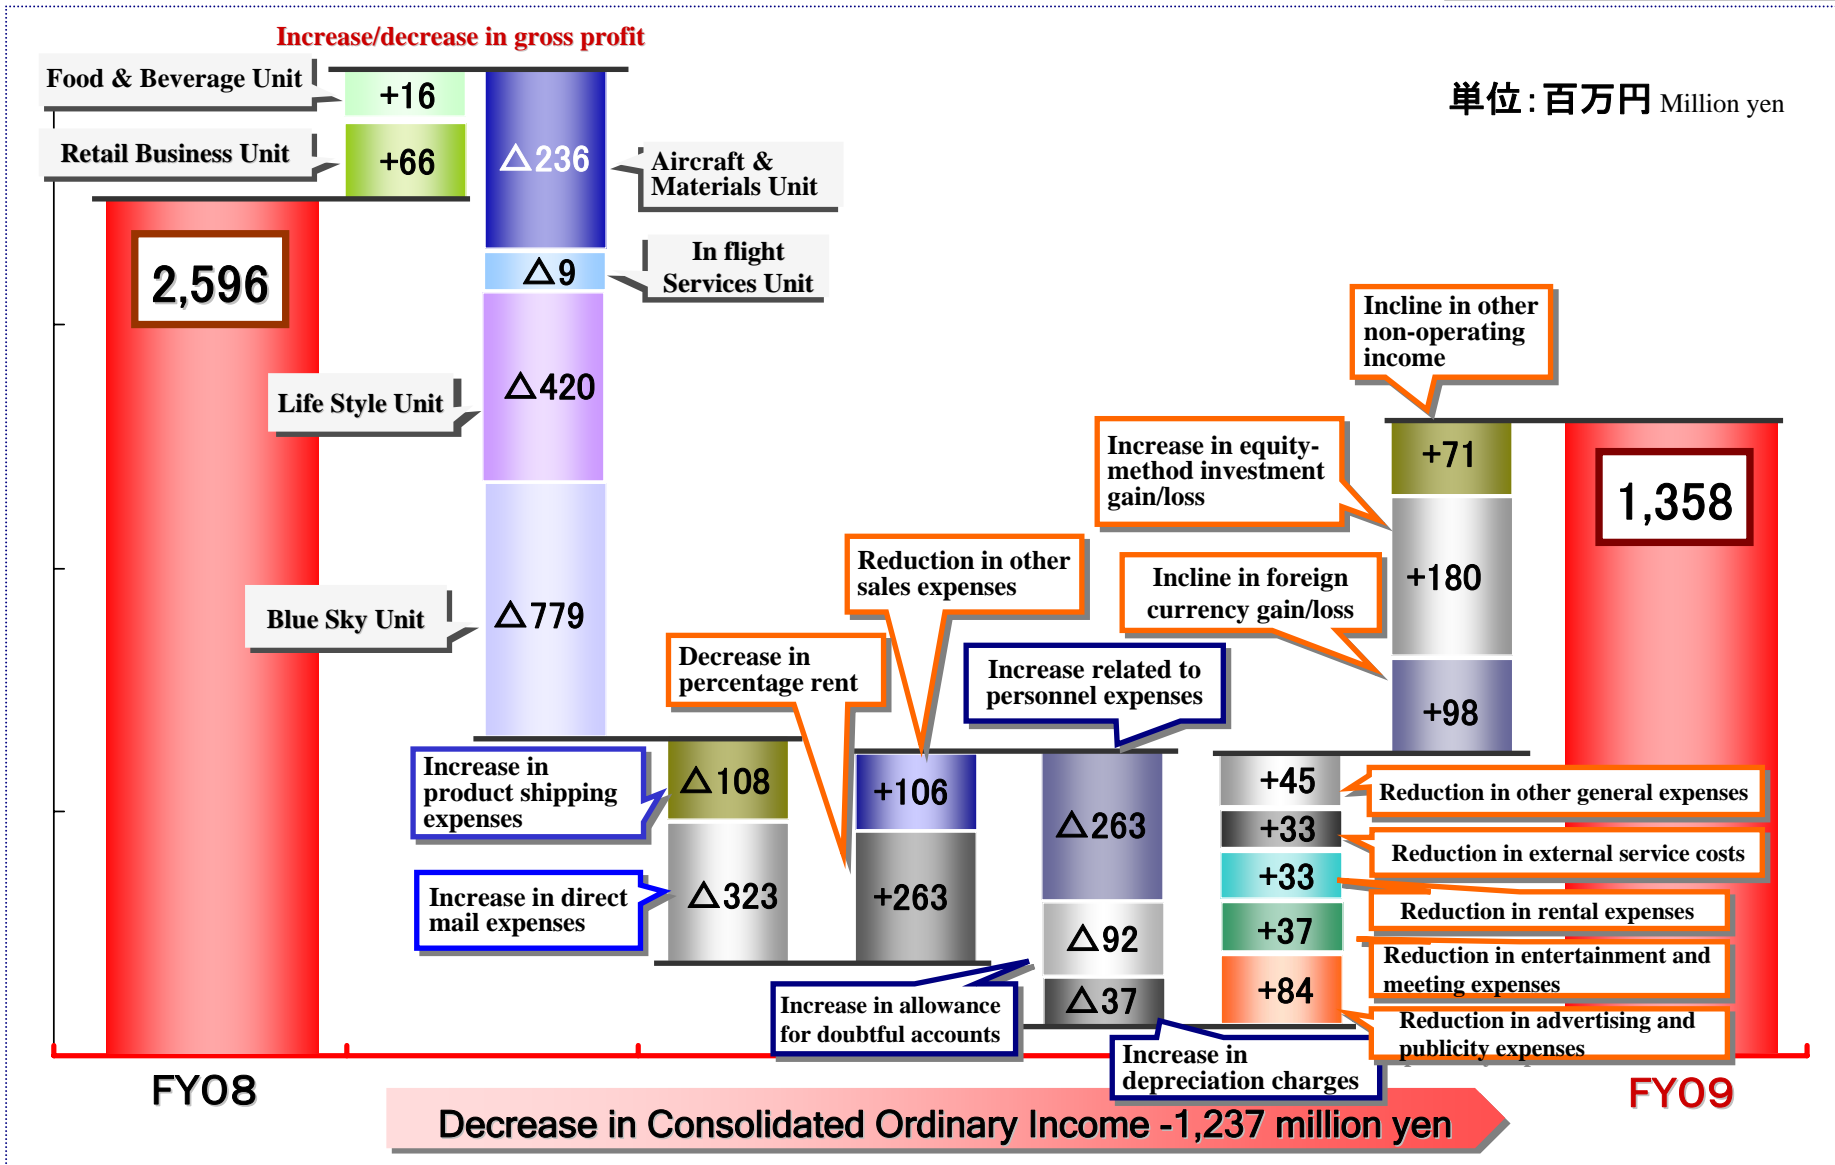 Increase/decrease in gross profit
Food & Beverage Unit
+16
Retail Business Unit
+66
△236
Aircraft &
Materials Unit
単位：百万円 Million yen
2,596
△9
In flight
Services Unit
Life Style Unit
△420
Blue Sky Unit
△779
Increase in
product shipping
expenses
△108
Increase in direct
mail expenses
△323
Decrease in
percentage rent
Reduction in other
sales expenses
+106
+263
Increase related to
personnel expenses
△263
△92
△37
Increase in allowance
for doubtful accounts
Increase in
depreciation charges
Incline in other
non-operating
income
Increase in equity-
method investment
gain/loss
Incline in foreign
currency gain/loss
+71
+180
+98
+45
Reduction in other general expenses
+33
Reduction in external service costs
+33
Reduction in rental expenses
+37
Reduction in entertainment and
meeting expenses
+84
Reduction in advertising and
publicity expenses
1,358
FY08
FY09
Decrease in Consolidated Ordinary Income -1,237 million yen